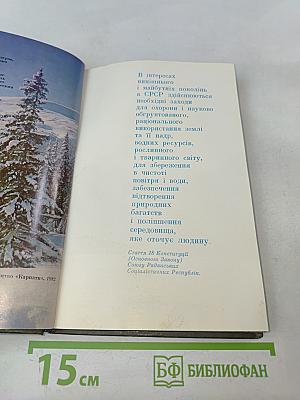 В інтересах
нинішнього
і майбутніх поколінь
в СРСР здійснюються
необхідні заходи
для охорони і науково
обгрунтованого,
раціонального
використання землі
та її надр,
водних ресурсів,
рослинного
і тваринного світу,
для збереження
в чистоті
повітря і води,
забезпечення
відтворення
природних
багатств
і поліпшення
середовища,
яке оточує людину.
Стаття 18 Конституції
(Основного Закону)
Союзу Радянських
Соціалістичних Республік.
«Карпати», 1982
15 см
БФ БИБЛИОФАН